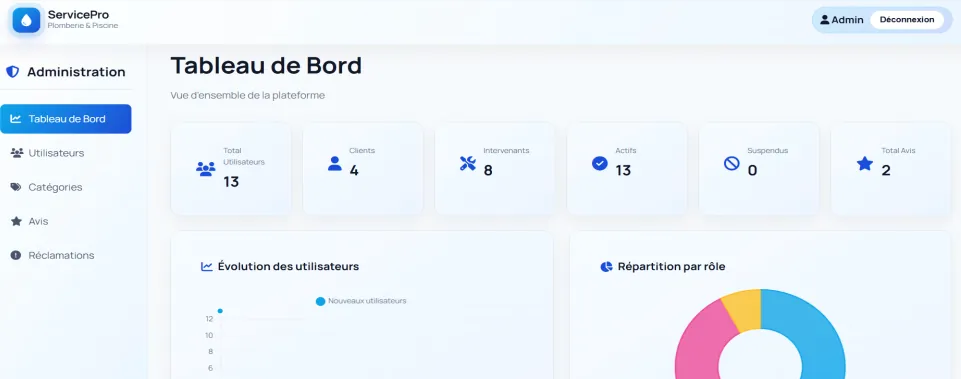 ServicePro
Plomberie & Piscine
Admin
Déconnexion
Administration
Tableau de Bord
Utilisateurs
Catégories
Avis
Réclamations
Tableau de Bord
Vue d'ensemble de la plateforme
Total
Utilisateurs
13
Clients
4
Intervenants
8
Actifs
13
Suspendus
0
Total Avis
2
Évolution des utilisateurs
Nouveaux utilisateurs
12
10
8
6
Répartition par rôle